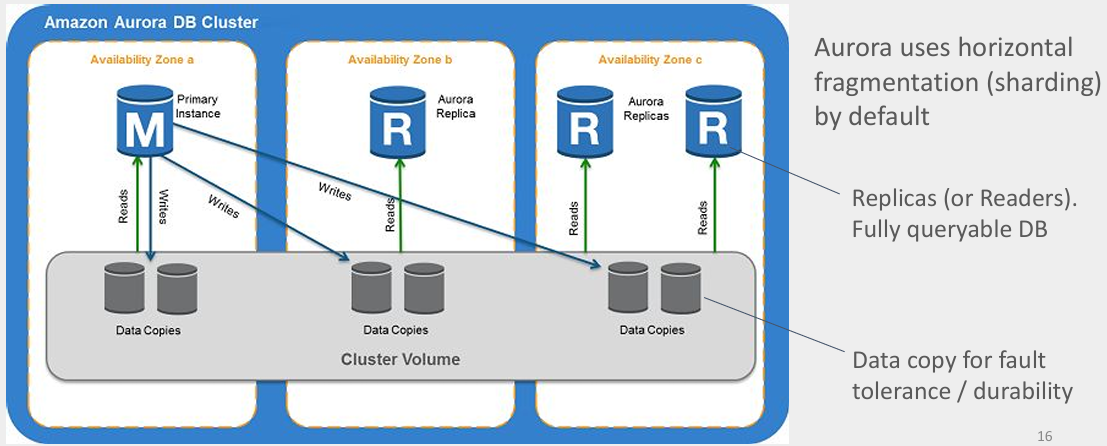 Amazon Aurora DB Cluster
Availability Zone a
Availability Zone b
Availability Zone c
M
Primary
Instance
R
Aurora
Replica
R
Aurora
Replicas
R
Reads
Writes
Writes
Writes
Reads
Reads
Reads
Data Copies
Data Copies
Data Copies
Cluster Volume
Aurora uses horizontal
fragmentation (sharding)
by default
Replicas (or Readers).
Fully queryable DB
Data copy for fault
tolerance / durability
16